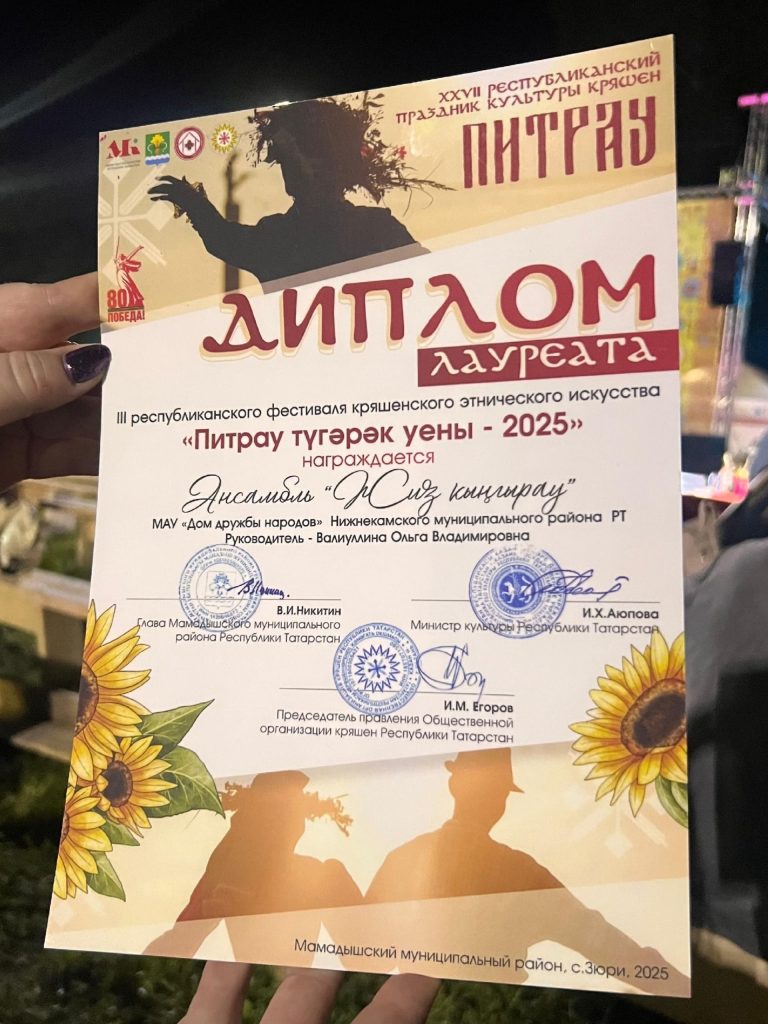 XXVII РЕСПУБЛИКАНСКИЙ
ПРАЗДНИК КУЛЬТУРЫ КРЯШЕН
ПИТРАУ
МК
80
ПОБЕДА!
ДИПЛОМ
ЛАУРЕАТА
III республиканского фестиваля кряшенского этнического искусства
«Питрау түгәрәк уены - 2025»
награждается
Ансамбль "Жиз кыңгырау"
МАУ «Дом дружбы народов» Нижнекамского муниципального района РТ
Руководитель - Валиуллина Ольга Владимировна
В.И.Никитин
Глава Мамадышского муниципального
района Республики Татарстан
И.Х.Аюпова
Министр культуры Республики Татарстан
И.М. Егоров
Председатель правления Общественной
организации кряшен Республики Татарстан
Мамадышский муниципальный район, с.Зюри, 2025